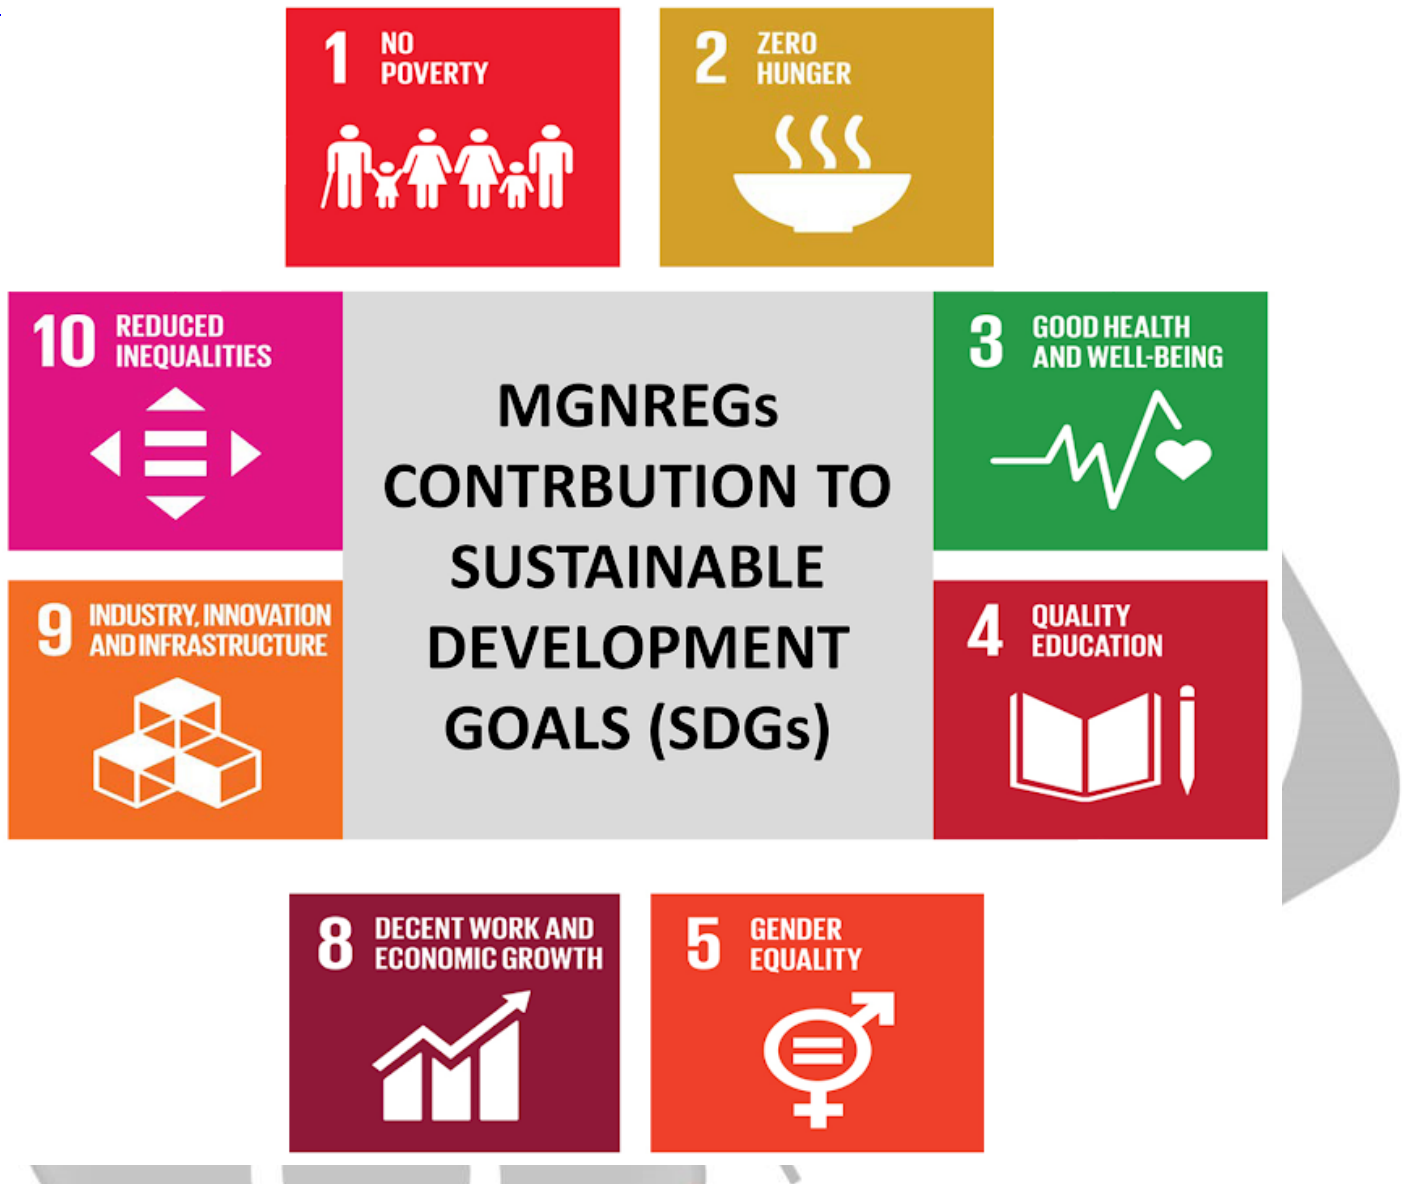 1 NO
POVERTY
2 ZERO
HUNGER
10 REDUCED
INEQUALITIES
MGNREGs
CONTRBUTION TO
SUSTAINABLE
DEVELOPMENT
GOALS (SDGs)
3 GOOD HEALTH
AND WELL-BEING
9 INDUSTRY, INNOVATION
AND INFRASTRUCTURE
4 QUALITY
EDUCATION
8 DECENT WORK AND
ECONOMIC GROWTH
5 GENDER
EQUALITY